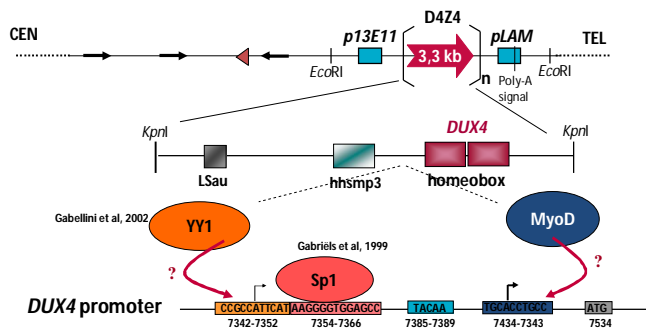 CEN
p13E11
D4Z4
pLAM
TEL
3,3 kb
EcoRI
n
Poly-A
signal
EcoRI
KpnI
DUX4
KpnI
LSau
hhsmp3
homeobox
Gabellini et al, 2002
YY1
MyoD
Gabriëls et al, 1999
?
Sp1
?
DUX4 promoter
CCGCCATTCAT AAGGGGTGGAGCC TACAA TGCACCTGCC ATG
7342-7352 7354-7366 7385-7389 7434-7343 7534